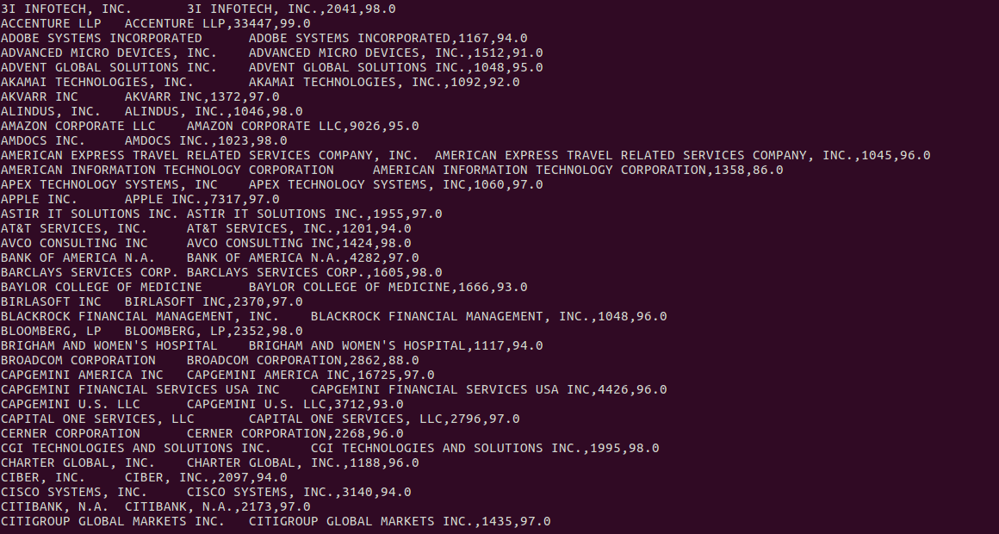 3I INFOTECH, INC.	3I INFOTECH, INC.,2041,98.0
ACCENTURE LLP	ACCENTURE LLP,33447,99.0
ADOBE SYSTEMS INCORPORATED	ADOBE SYSTEMS INCORPORATED,1167,94.0
ADVANCED MICRO DEVICES, INC.	ADVANCED MICRO DEVICES, INC.,1512,91.0
ADVENT GLOBAL SOLUTIONS INC.	ADVENT GLOBAL SOLUTIONS INC.,1048,95.0
AKAMAI TECHNOLOGIES, INC.	AKAMAI TECHNOLOGIES, INC.,1092,92.0
AKVARR INC	AKVARR INC,1372,97.0
ALINDUS, INC.	ALINDUS, INC.,1046,98.0
AMAZON CORPORATE LLC	AMAZON CORPORATE LLC,9026,95.0
AMDOCS INC.	AMDOCS INC.,1023,98.0
AMERICAN EXPRESS TRAVEL RELATED SERVICES COMPANY, INC.	AMERICAN EXPRESS TRAVEL RELATED SERVICES COMPANY, INC.,1045,96.0
AMERICAN INFORMATION TECHNOLOGY CORPORATION	AMERICAN INFORMATION TECHNOLOGY CORPORATION,1358,86.0
APEX TECHNOLOGY SYSTEMS, INC	APEX TECHNOLOGY SYSTEMS, INC,1060,97.0
APPLE INC.	APPLE INC.,7317,97.0
ASTIR IT SOLUTIONS INC.	ASTIR IT SOLUTIONS INC.,1955,97.0
AT&T SERVICES, INC.	AT&T SERVICES, INC.,1201,94.0
AVCO CONSULTING INC	AVCO CONSULTING INC,1424,98.0
BANK OF AMERICA N.A.	BANK OF AMERICA N.A.,4282,97.0
BARCLAYS SERVICES CORP.	BARCLAYS SERVICES CORP.,1605,98.0
BAYLOR COLLEGE OF MEDICINE	BAYLOR COLLEGE OF MEDICINE,1666,93.0
BIRLASOFT INC	BIRLASOFT INC,2370,97.0
BLACKROCK FINANCIAL MANAGEMENT, INC.	BLACKROCK FINANCIAL MANAGEMENT, INC.,1048,96.0
BLOOMBERG, LP	BLOOMBERG, LP,2352,98.0
BRIGHAM AND WOMEN'S HOSPITAL	BRIGHAM AND WOMEN'S HOSPITAL,1117,94.0
BROADCOM CORPORATION	BROADCOM CORPORATION,2862,88.0
CAPGEMINI AMERICA INC	CAPGEMINI AMERICA INC,16725,97.0
CAPGEMINI FINANCIAL SERVICES USA INC	CAPGEMINI FINANCIAL SERVICES USA INC,4426,96.0
CAPGEMINI U.S. LLC	CAPGEMINI U.S. LLC,3712,93.0
CAPITAL ONE SERVICES, LLC	CAPITAL ONE SERVICES, LLC,2796,97.0
CERNER CORPORATION	CERNER CORPORATION,2268,96.0
CGI TECHNOLOGIES AND SOLUTIONS INC.	CGI TECHNOLOGIES AND SOLUTIONS INC.,1995,98.0
CHARTER GLOBAL, INC.	CHARTER GLOBAL, INC.,1188,96.0
CIBER, INC.	CIBER, INC.,2097,94.0
CISCO SYSTEMS, INC.	CISCO SYSTEMS, INC.,3140,94.0
CITIBANK, N.A.	CITIBANK, N.A.,2173,97.0
CITIGROUP GLOBAL MARKETS INC.	CITIGROUP GLOBAL MARKETS INC.,1435,97.0